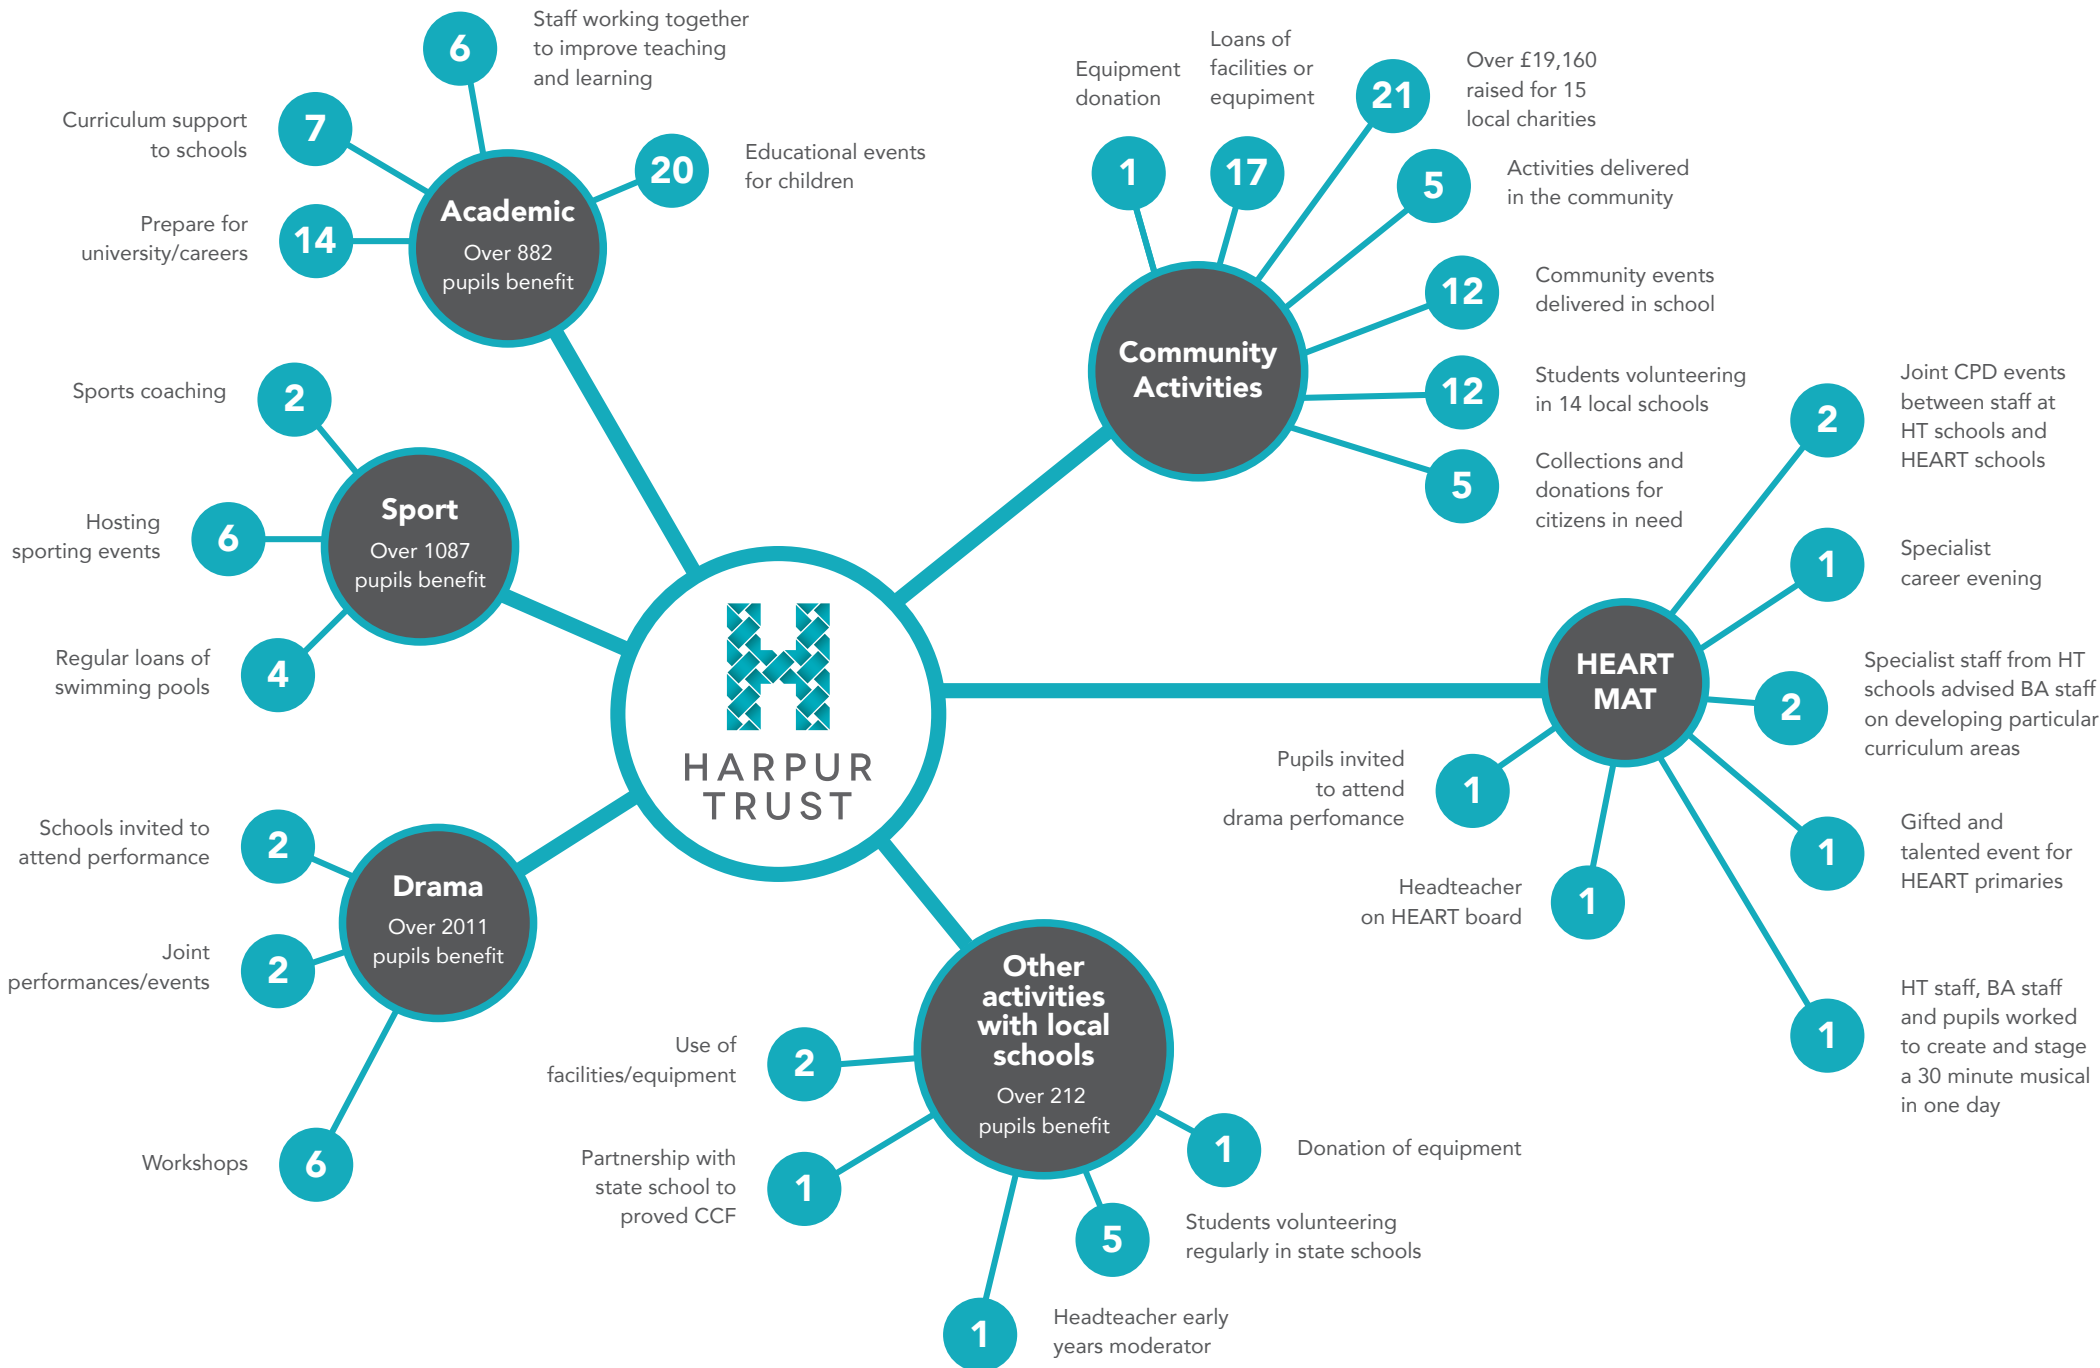 HARPUR
TRUST
Academic
Over 882
pupils benefit
6
Staff working together
to improve teaching
and learning
7
Curriculum support
to schools
20
Educational events
for children
14
Prepare for
university/careers
Sport
Over 1087
pupils benefit
2
Sports coaching
6
Hosting
sporting events
4
Regular loans of
swimming pools
Drama
Over 2011
pupils benefit
2
Schools invited to
attend performance
2
Joint
performances/events
6
Workshops
Community
Activities
1
Equipment
donation
17
Loans of
facilities or
equpiment
21
Over £19,160
raised for 15
local charities
5
Activities delivered
in the community
12
Community events
delivered in school
12
Students volunteering
in 14 local schools
5
Collections and
donations for
citizens in need
HEART
MAT
2
Joint CPD events
between staff at
HT schools and
HEART schools
1
Specialist
career evening
2
Specialist staff from HT
schools advised BA staff
on developing particular
curriculum areas
1
Gifted and
talented event for
HEART primaries
1
HT staff, BA staff
and pupils worked
to create and stage
a 30 minute musical
in one day
1
Pupils invited
to attend
drama perfomance
1
Headteacher
on HEART board
Other
activities
with local
schools
Over 212
pupils benefit
2
Use of
facilities/equipment
1
Partnership with
state school to
proved CCF
1
Headteacher early
years moderator
5
Students volunteering
regularly in state schools
1
Donation of equipment